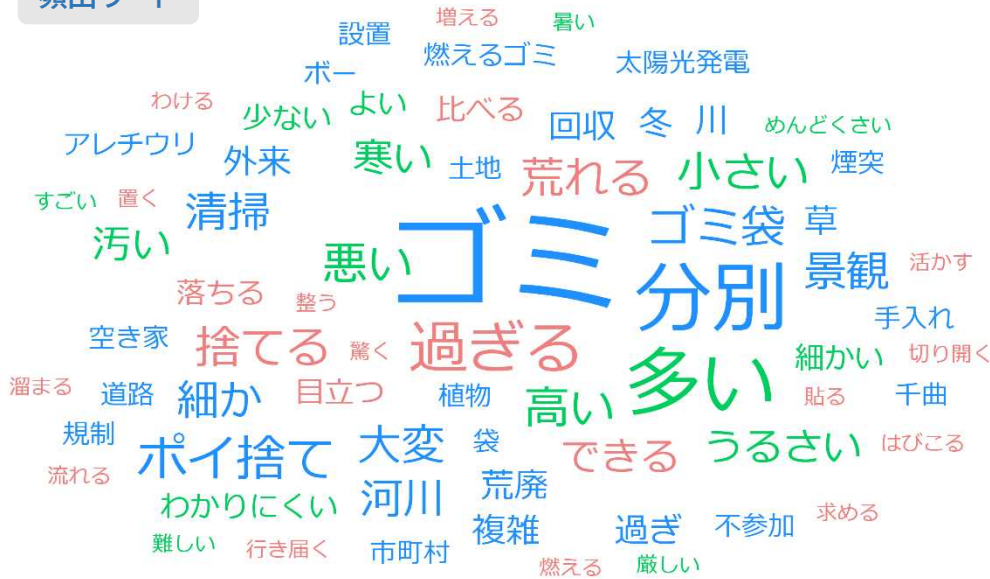 頻出ワード
増える
暑い
設置
燃えるゴミ
太陽光発電
ボー
わける
少ない
よい
比べる
回収
冬
川
めんどくさい
アレチウリ
外来
寒い
土地
荒れる
小さい
煙突
すごい
置く
清掃
汚い
悪い
ゴミ
ゴミ袋
草
分別
景観
活かす
落ちる
整う
手入れ
空き家
捨てる
驚く
過ぎる
多い
細かい
切り開く
溜まる
道路
細か
目立つ
植物
高い
貼る
千曲
規制
ポイ捨て
大変
袋
できる
うるさい
はびこる
流れる
わかりにくい
河川
荒廃
複雑
過ぎ
不参加
求める
難しい
行き届く
市町村
燃える
厳しい